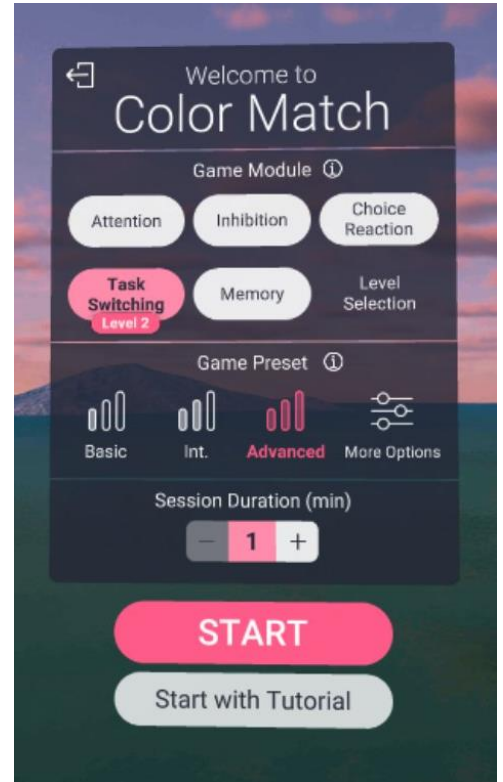 Welcome to
Color Match
Game Module
Attention
Inhibition
Choice
Reaction
Task
Switching
Level 2
Memory
Level
Selection
Game Preset
Basic
Int.
Advanced
More Options
Session Duration (min)
− 1 +
START
Start with Tutorial